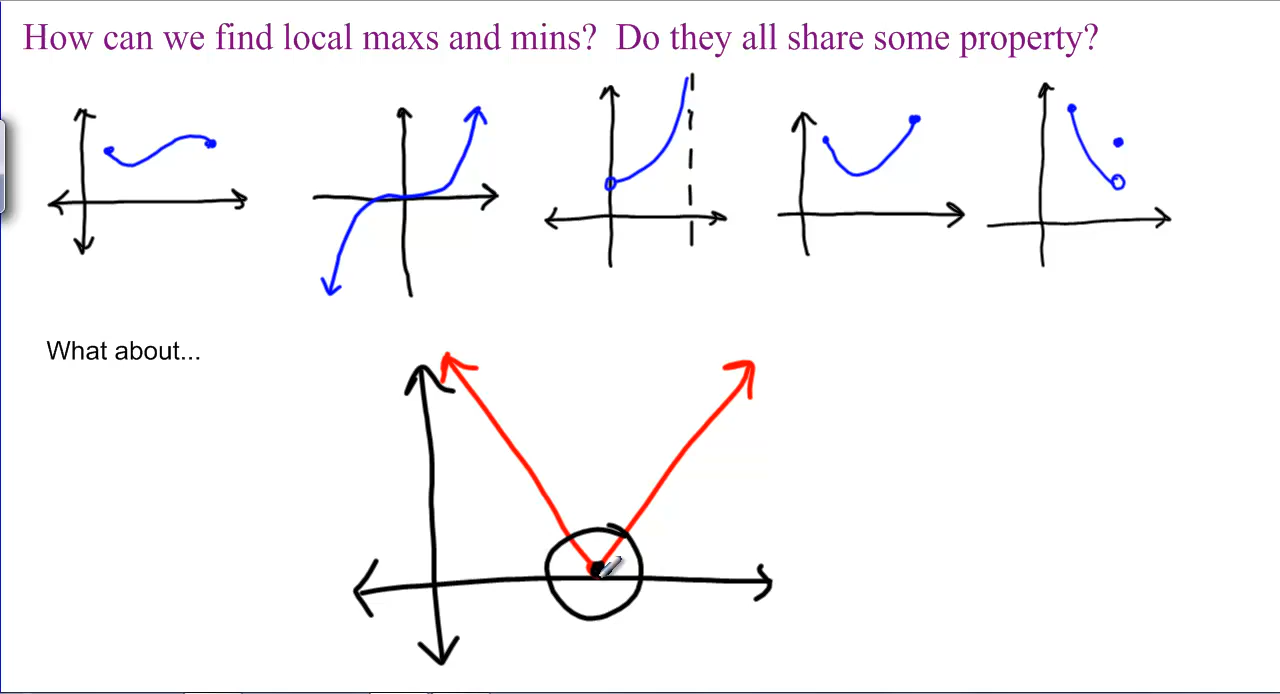 How can we find local maxs and mins? Do they all share some property?
What about...